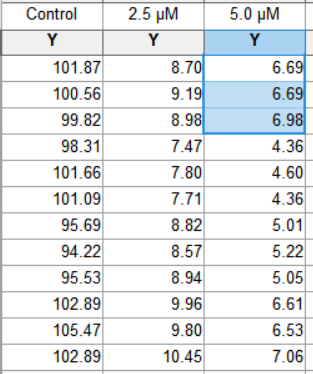 Control 2.5 µM 5.0 µM
Y Y Y
101.87 8.70 6.69
100.56 9.19 6.69
99.82 8.98 6.98
98.31 7.47 4.36
101.66 7.80 4.60
101.09 7.71 4.36
95.69 8.82 5.01
94.22 8.57 5.22
95.53 8.94 5.05
102.89 9.96 6.61
105.47 9.80 6.53
102.89 10.45 7.06